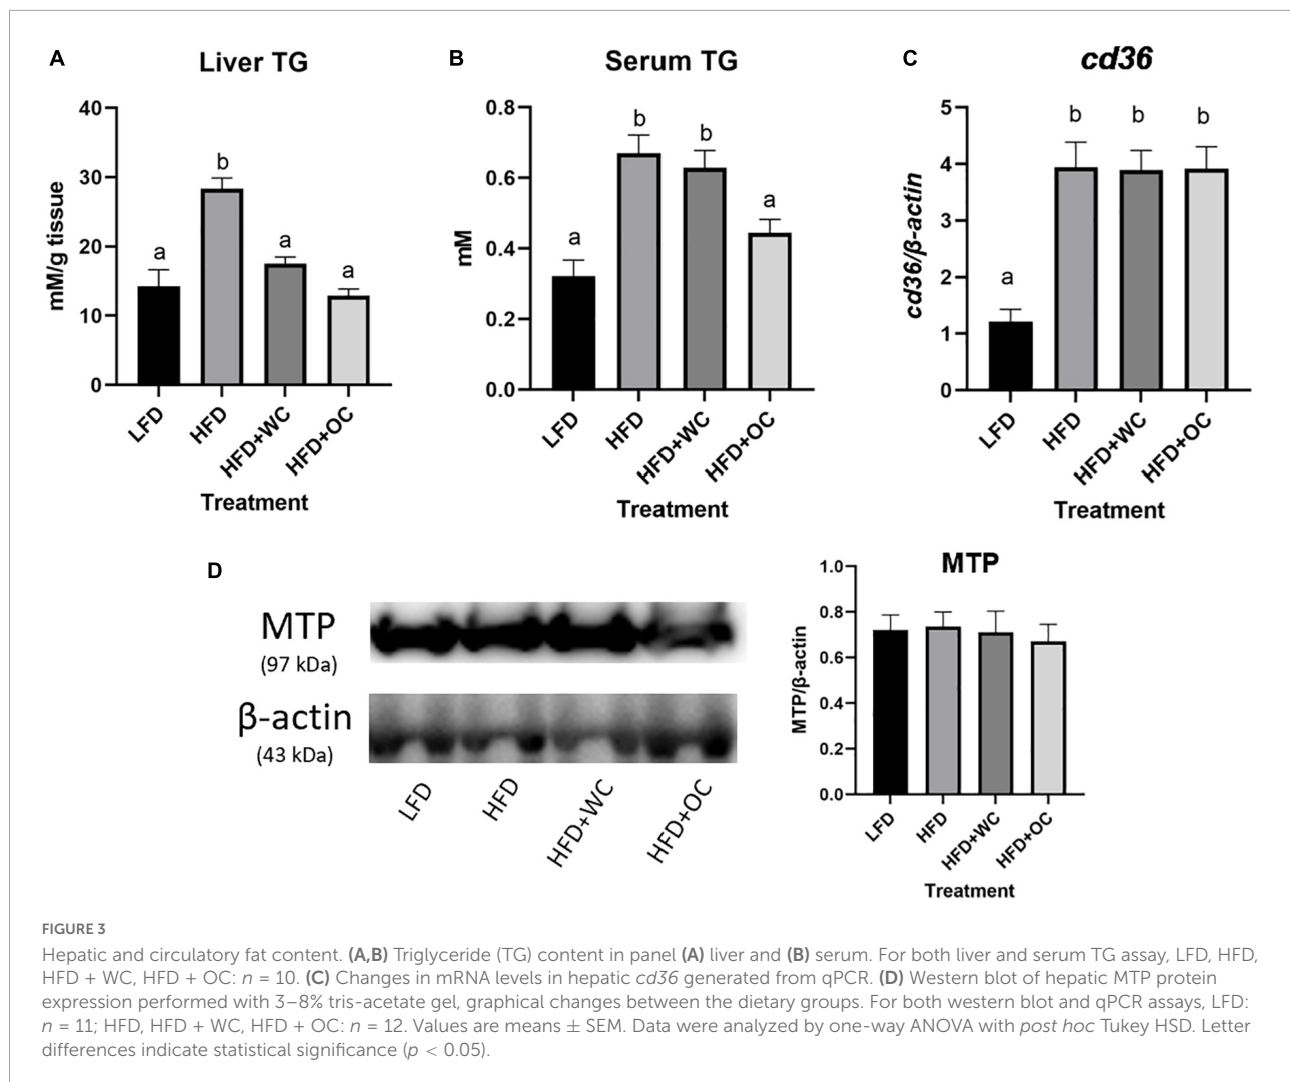 A
Liver TG
40
30
20
10
0
mM/g tissue
b
a
a
a
LFD
HFD
HFD+WC
HFD+OC
Treatment
B
Serum TG
0.8
0.6
0.4
0.2
0.0
mM
a
b
b
a
LFD
HFD
HFD+WC
HFD+OC
Treatment
C
cd36
5
4
3
2
1
0
cd36/β-actin
a
b
b
b
LFD
HFD
HFD+WC
HFD+OC
Treatment
D
MTP
(97 kDa)
β-actin
(43 kDa)
LFD
HFD
HFD+WC
HFD+OC
MTP
1.0
0.8
0.6
0.4
0.2
0.0
MTP/β-actin
LFD
HFD
HFD+WC
HFD+OC
Treatment
FIGURE 3
Hepatic and circulatory fat content. (A,B) Triglyceride (TG) content in panel (A) liver and (B) serum. For both liver and serum TG assay, LFD, HFD,
HFD + WC, HFD + OC: n = 10. (C) Changes in mRNA levels in hepatic cd36 generated from qPCR. (D) Western blot of hepatic MTP protein
expression performed with 3–8% tris-acetate gel, graphical changes between the dietary groups. For both western blot and qPCR assays, LFD:
n = 11; HFD, HFD + WC, HFD + OC: n = 12. Values are means ± SEM. Data were analyzed by one-way ANOVA with post hoc Tukey HSD. Letter
differences indicate statistical significance (p < 0.05).